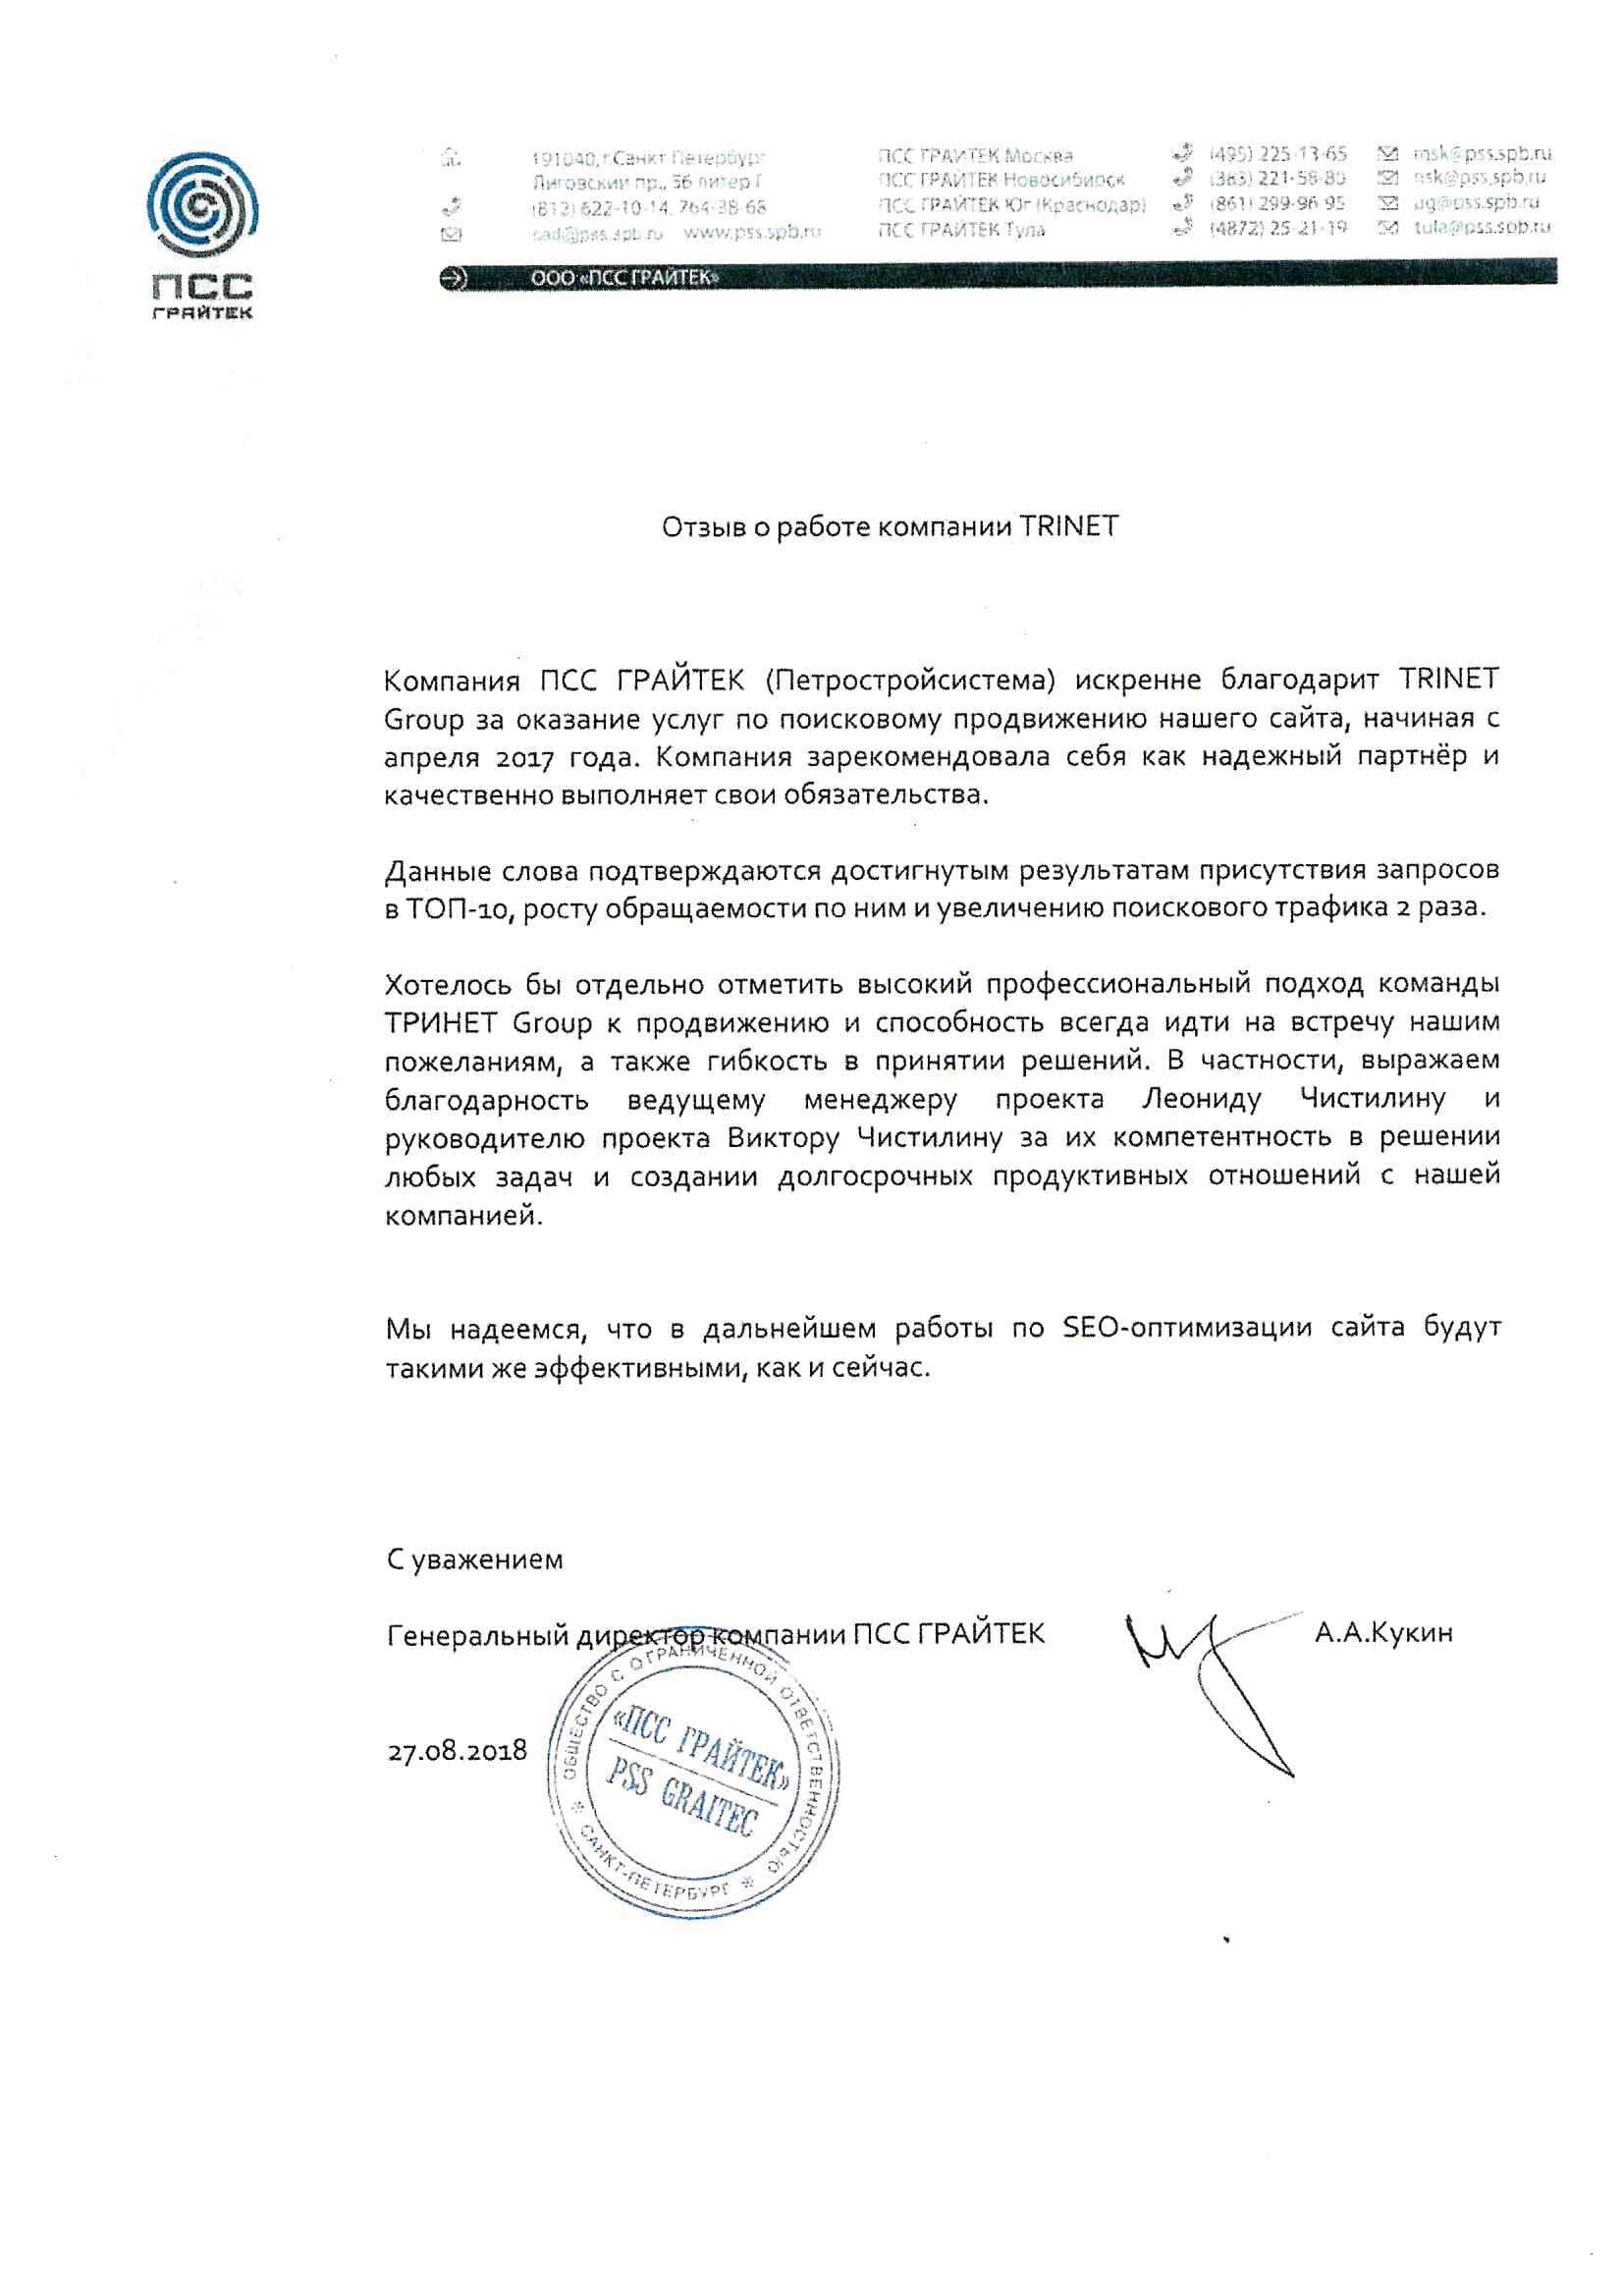 ПСС
ГРАЙТЕК
191040, г.Санкт Петербург
Лиговский пр., 56 литер Г
(812) 622-10-14, 764-38-68
cad@pss.spb.ru www.pss.spb.ru
ПСС ГРАЙТЕК Москва (495) 225-13-65 msk@pss.spb.ru
ПСС ГРАЙТЕК Новосибирск (383) 221-58-80 nsk@pss.spb.ru
ПСС ГРАЙТЕК Юг (Краснодар) (861) 299-96-95 ug@pss.spb.ru
ПСС ГРАЙТЕК Тула (4872) 25-21-19 tula@pss.spb.ru
ООО «ПСС ГРАЙТЕК»
Отзыв о работе компании TRINET
Компания ПСС ГРАЙТЕК (Петростройсистема) искренне благодарит TRINET
Group за оказание услуг по поисковому продвижению нашего сайта, начиная с
апреля 2017 года. Компания зарекомендовала себя как надежный партнёр и
качественно выполняет свои обязательства.
Данные слова подтверждаются достигнутым результатам присутствия запросов
в ТОП-10, росту обращаемости по ним и увеличению поискового трафика 2 раза.
Хотелось бы отдельно отметить высокий профессиональный подход команды
ТРИНЕТ Group к продвижению и способность всегда идти на встречу нашим
пожеланиям, а также гибкость в принятии решений. В частности, выражаем
благодарность ведущему менеджеру проекта Леониду Чистилину и
руководителю проекта Виктору Чистилину за их компетентность в решении
любых задач и создании долгосрочных продуктивных отношений с нашей
компанией.
Мы надеемся, что в дальнейшем работы по SEO-оптимизации сайта будут
такими же эффективными, как и сейчас.
С уважением
Генеральный директор компании ПСС ГРАЙТЕК А.А.Кукин
27.08.2018
ОБЩЕСТВО С ОГРАНИЧЕННОЙ ОТВЕТСТВЕННОСТЬЮ
«ПСС ГРАЙТЕК»
PSS GRAITEC
* САНКТ-ПЕТЕРБУРГ *